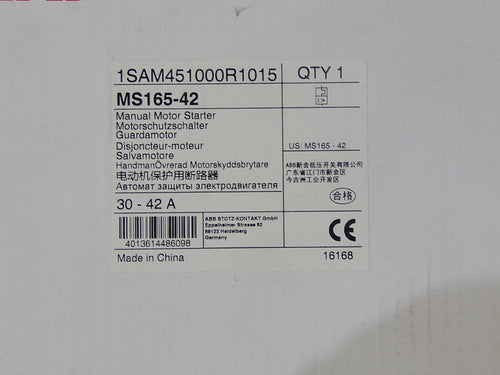 1SAM451000R1015
QTY 1
MS165-42
Manual Motor Starter
Motorschutzschalter
Guardamotor
Disjoncteur-moteur
Salvamotore
HandmanÖvrerad Motorskyddsbrytare
电动机保护用断路器
Автомат защиты электродвигателя
US: MS165 - 42
ABB新会低压开关有限公司
广东省江门市新会区
今古洲工业开发区
合格
30 - 42 A
ABB STOTZ-KONTAKT GmbH
Eppelheimer Strasse 82
69123 Heidelberg
Germany
4013614486098
CE
Made in China
16168